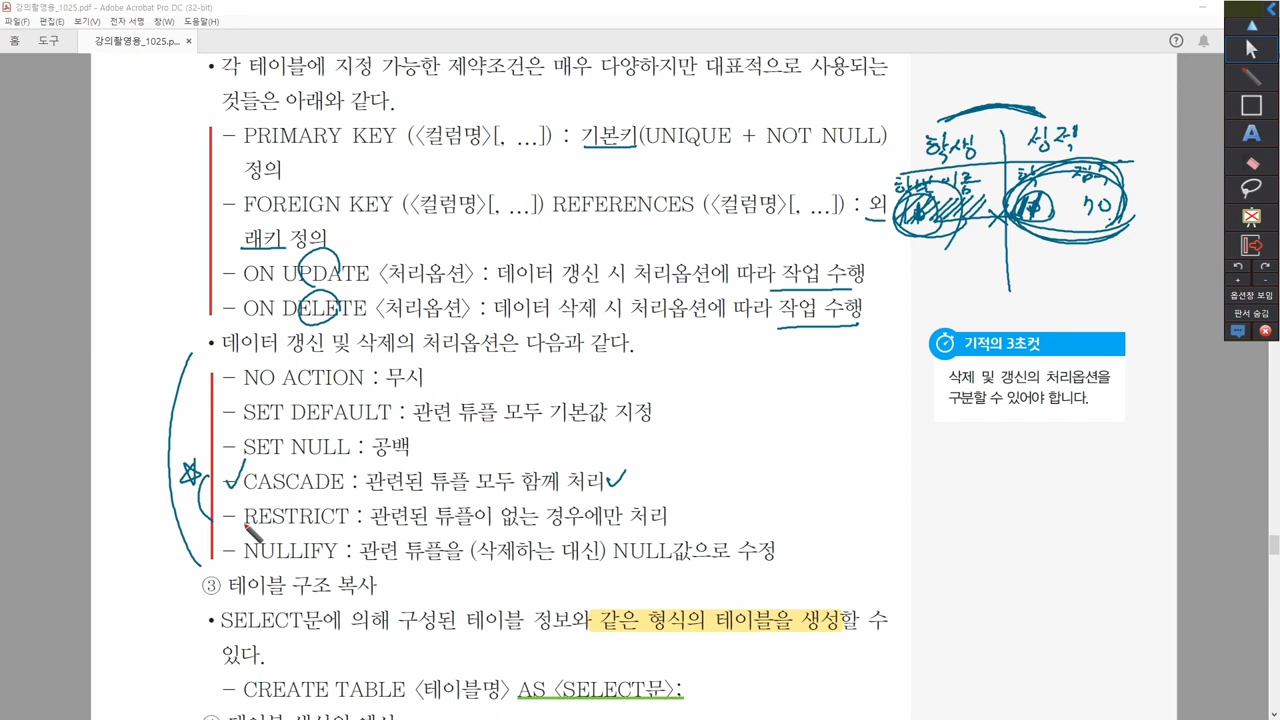 강의촬영용_1025.pdf - Adobe Acrobat Pro DC (32-bit)
파일(F) 편집(E) 보기(V) 전자 서명 창(W) 도움말(H)
홈 도구 강의촬영용_1025.p... ×
• 각 테이블에 지정 가능한 제약조건은 매우 다양하지만 대표적으로 사용되는
것들은 아래와 같다.
– PRIMARY KEY (〈컬럼명〉[, …]) : 기본키(UNIQUE + NOT NULL)
정의
– FOREIGN KEY (〈컬럼명〉[, …]) REFERENCES (〈컬럼명〉[, …]) : 외
래키 정의
– ON UPDATE 〈처리옵션〉 : 데이터 갱신 시 처리옵션에 따라 작업 수행
– ON DELETE 〈처리옵션〉 : 데이터 삭제 시 처리옵션에 따라 작업 수행
• 데이터 갱신 및 삭제의 처리옵션은 다음과 같다.
– NO ACTION : 무시
– SET DEFAULT : 관련 튜플 모두 기본값 지정
– SET NULL : 공백
– CASCADE : 관련된 튜플 모두 함께 처리
– RESTRICT : 관련된 튜플이 없는 경우에만 처리
– NULLIFY : 관련 튜플을 (삭제하는 대신) NULL값으로 수정
③ 테이블 구조 복사
• SELECT문에 의해 구성된 테이블 정보와 같은 형식의 테이블을 생성할 수
있다.
– CREATE TABLE 〈테이블명〉 AS 〈SELECT문〉;
학생 성적
학번 이름 학 점수
70
기적의 3초컷
삭제 및 갱신의 처리옵션을
구분할 수 있어야 합니다.
A
옵션장 보임
판서 숨김